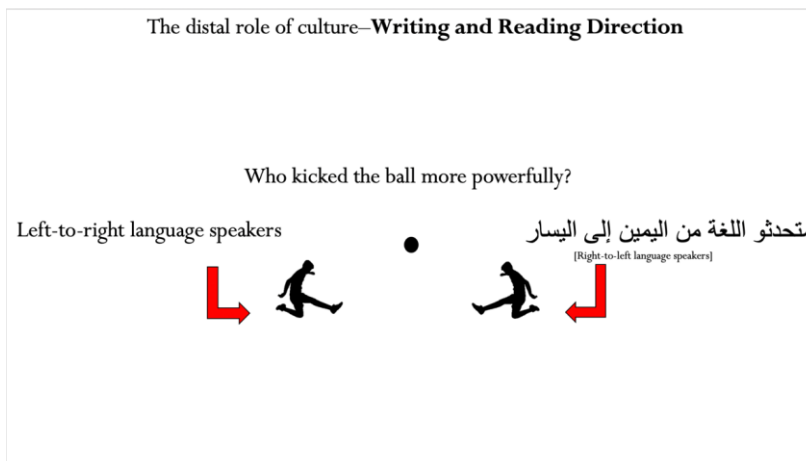 The distal role of culture–Writing and Reading Direction
Who kicked the ball more powerfully?
Left-to-right language speakers
متحدثو اللغة من اليمين إلى اليسار
[Right-to-left language speakers]